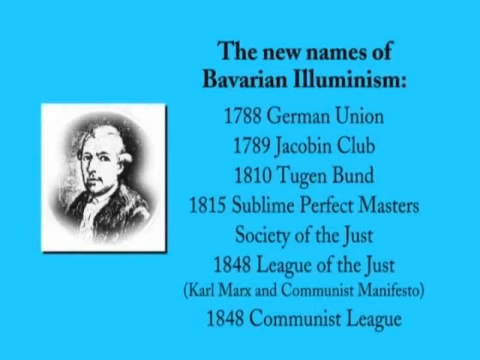 The new names of
Bavarian Illuminism:
1788 German Union
1789 Jacobin Club
1810 Tugen Bund
1815 Sublime Perfect Masters
Society of the Just
1848 League of the Just
(Karl Marx and Communist Manifesto)
1848 Communist League